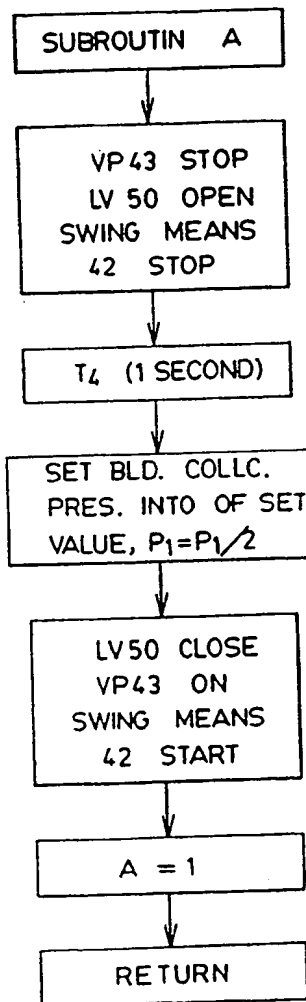 SUBROUTIN A
VP43 STOP
LV 50 OPEN
SWING MEANS
42 STOP
T4 (1 SECOND)
SET BLD. COLLC.
PRES. INTO OF SET
VALUE, P1=P1/2
LV50 CLOSE
VP43 ON
SWING MEANS
42 START
A = 1
RETURN